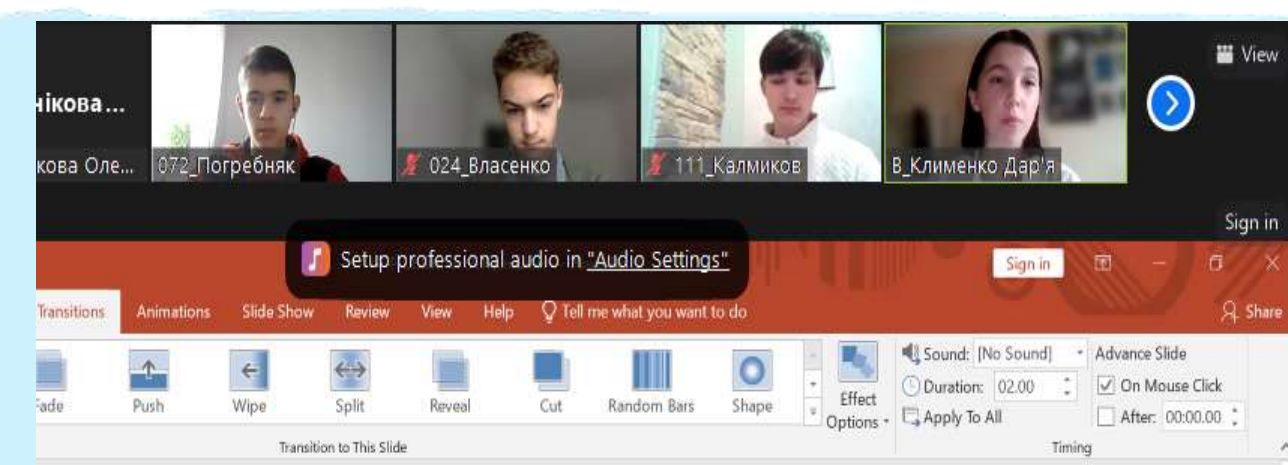 нікова...
View
кова Оле...
072_Погребняк
024_Власенко
111_Калмиков
В_Клименко Дар'я
Sign in
Setup professional audio in "Audio Settings"
Sign in
Transitions Animations Slide Show Review View Help Tell me what you want to do
Share
Fade Push Wipe Split Reveal Cut Random Bars Shape
Effect
Options
Sound: [No Sound]
Duration: 02.00
Apply To All
Advance Slide
On Mouse Click
After: 00:00.00
Transition to This Slide
Timing